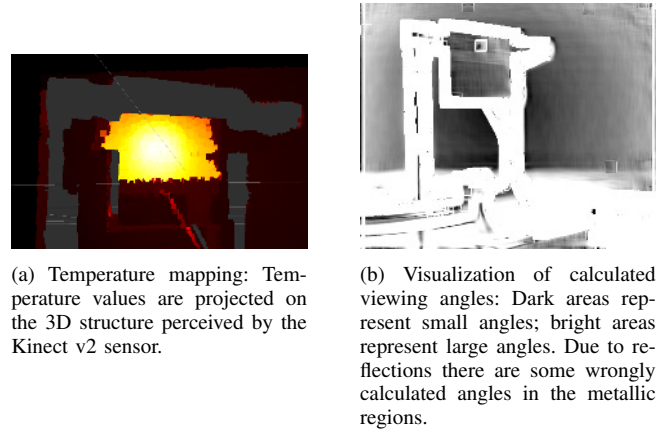 (a) Temperature mapping: Tem-
perature values are projected on
the 3D structure perceived by the
Kinect v2 sensor.
(b) Visualization of calculated
viewing angles: Dark areas rep-
resent small angles; bright areas
represent large angles. Due to re-
flections there are some wrongly
calculated angles in the metallic
regions.